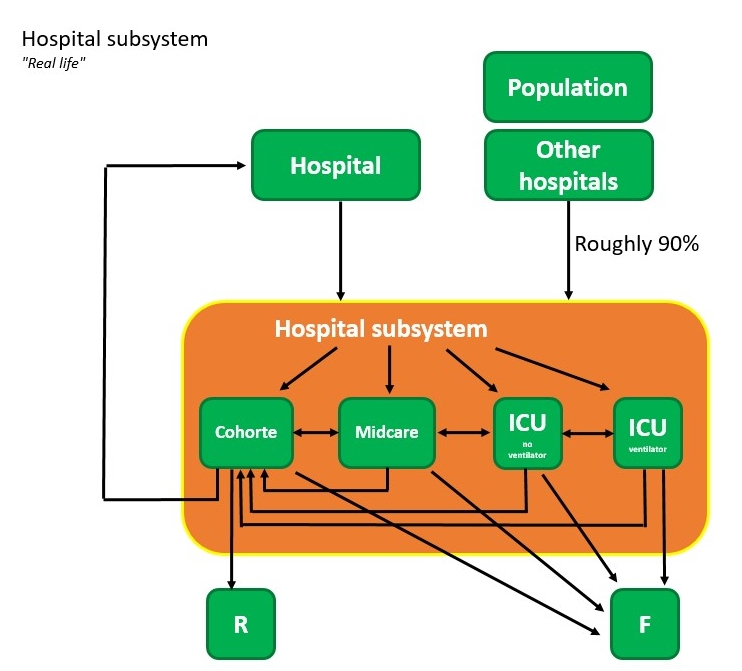 Hospital subsystem
"Real life"
Population
Hospital
Other
hospitals
Roughly 90%
Hospital subsystem
Cohorte
Midcare
ICU
no
ventilator
ICU
ventilator
R
F